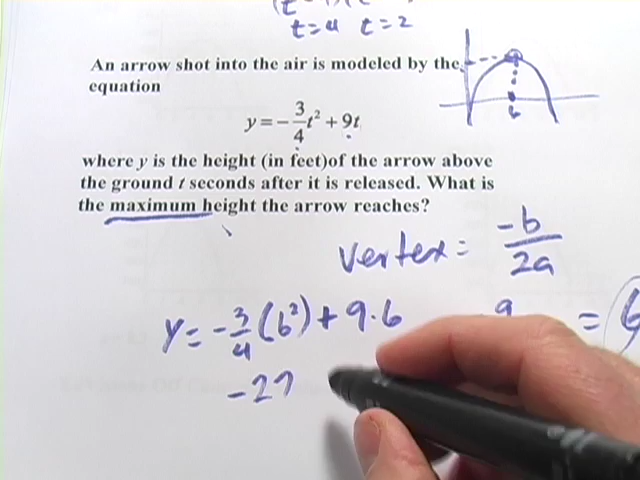 t=4 t=2
An arrow shot into the air is modeled by the
equation
y=-3/4t²+9t
where y is the height (in feet)of the arrow above
the ground t seconds after it is released. What is
the maximum height the arrow reaches?
6
vertex= -b/2a
y=-3/4(6²)+9·6
9 = 6
-27